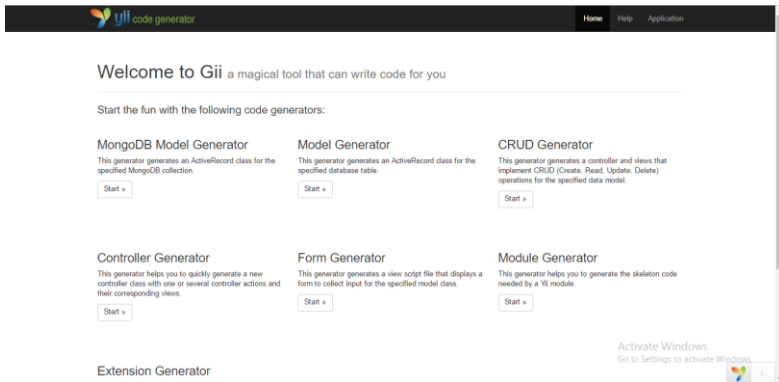 yii code generator
Home Help Application
Welcome to Gii a magical tool that can write code for you
Start the fun with the following code generators:
MongoDB Model Generator
This generator generates an ActiveRecord class for the
specified MongoDB collection.
Start »
Model Generator
This generator generates an ActiveRecord class for the
specified database table.
Start »
CRUD Generator
This generator generates a controller and views that
implement CRUD (Create, Read, Update, Delete)
operations for the specified data model.
Start »
Controller Generator
This generator helps you to quickly generate a new
controller class with one or several controller actions and
their corresponding views.
Start »
Form Generator
This generator generates a view script file that displays a
form to collect input for the specified model class.
Start »
Module Generator
This generator helps you to generate the skeleton code
needed by a Yii module.
Start »
Extension Generator
Activate Windows
Go to Settings to activate Windows.